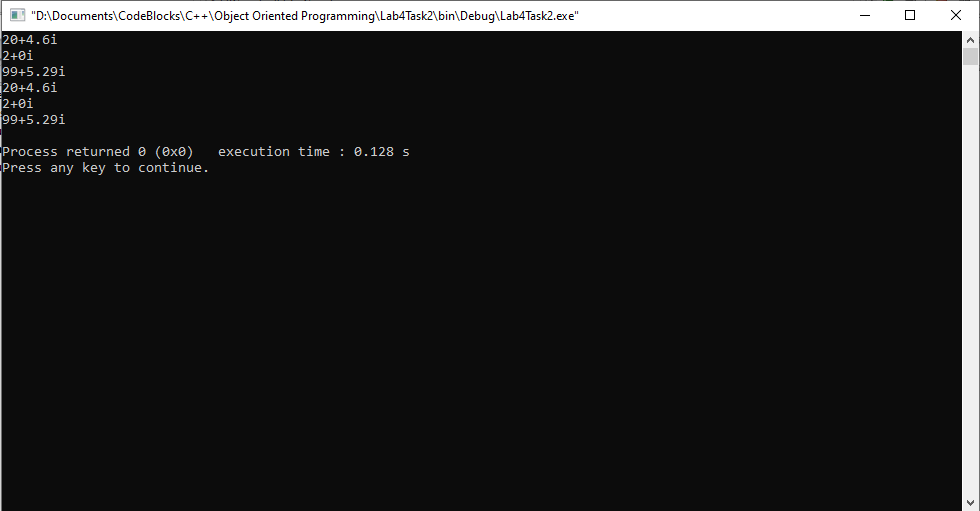 "D:\Documents\CodeBlocks\C++\Object Oriented Programming\Lab4Task2\bin\Debug\Lab4Task2.exe"
20+4.6i
2+0i
99+5.29i
20+4.6i
2+0i
99+5.29i
Process returned 0 (0x0)   execution time : 0.128 s
Press any key to continue.